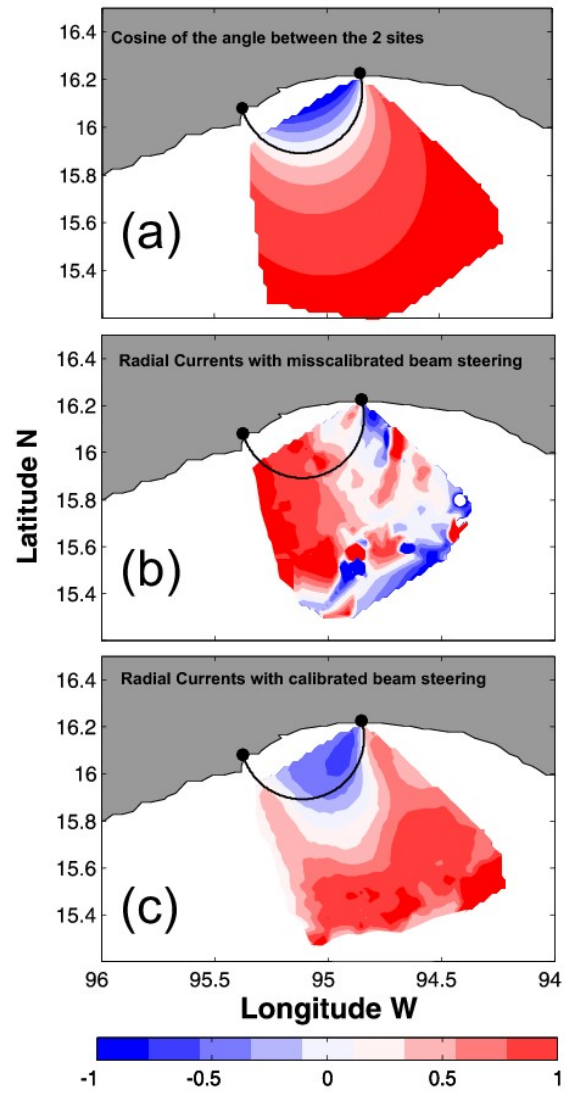 16.4
Cosine of the angle between the 2 sites
16.2
16
15.8
15.6
(a)
15.4
16.4
Radial Currents with misscalibrated beam steering
16.2
16
15.8
15.6
(b)
15.4
Latitude N
16.4
Radial Currents with calibrated beam steering
16.2
16
15.8
15.6
(c)
15.4
96 95.5 95 94.5 94
Longitude W
-1 -0.5 0 0.5 1